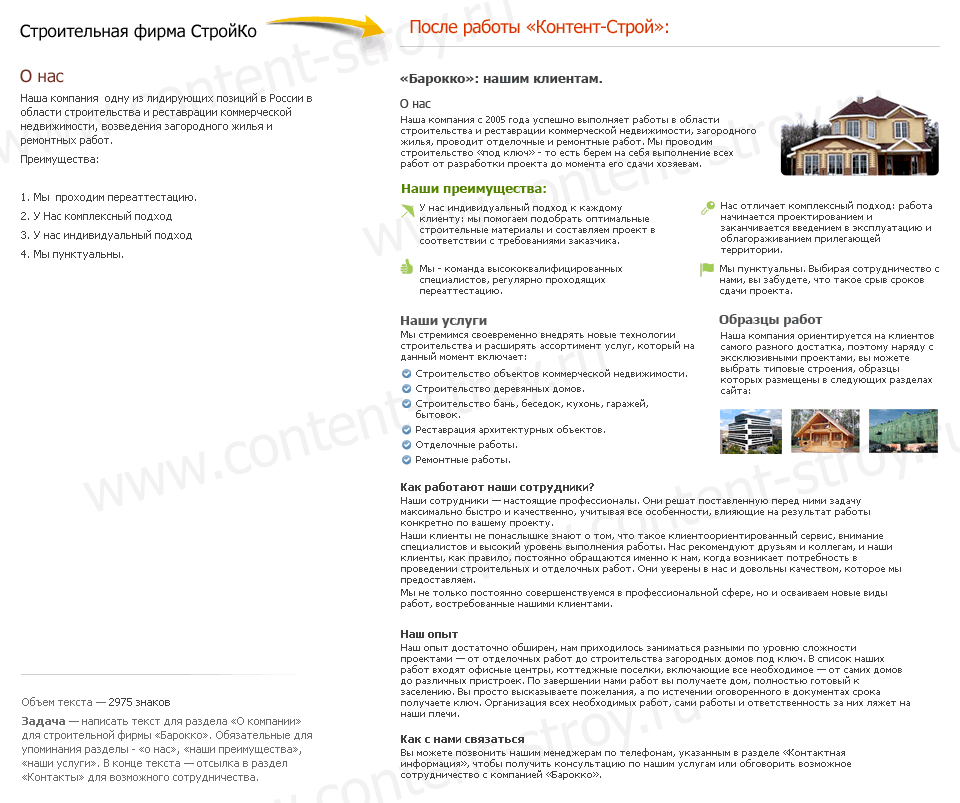 Строительная фирма СтройКо
О нас
Наша компания  одну из лидирующих позиций в России в
области строительства и реставрации коммерческой
недвижимости, возведения загородного жилья и
ремонтных работ.
Преимущества:
1. Мы  проходим переаттестацию.
2. У Нас комплексный подход
3. У нас индивидуальный подход
4. Мы пунктуальны.
Объем текста — 2975 знаков
Задача — написать текст для раздела «О компании»
для строительной фирмы «Барокко». Обязательные для
упоминания разделы - «о нас», «наши преимущества»,
«наши услуги». В конце текста — отсылка в раздел
«Контакты» для возможного сотрудничества.
После работы «Контент-Строй»:
«Барокко»: нашим клиентам.
О нас
Наша компания с 2005 года успешно выполняет работы в области
строительства и реставрации коммерческой недвижимости, загородного
жилья, проводит отделочные и ремонтные работ. Мы проводим
строительство «под ключ» - то есть берем на себя выполнение всех
работ от разработки проекта до момента его сдачи хозяевам.
Наши преимущества:
У нас индивидуальный подход к каждому
клиенту: мы помогаем подобрать оптимальные
строительные материалы и составляем проект в
соответствии с требованиями заказчика.
Нас отличает комплексный подход: работа
начинается проектированием и
заканчивается введением в эксплуатацию и
облагораживанием прилегающей
территории.
Мы - команда высококвалифицированных
специалистов, регулярно проходящих
переаттестацию.
Мы пунктуальны. Выбирая сотрудничество с
нами, вы забудете, что такое срыв сроков
сдачи проекта.
Наши услуги
Мы стремимся своевременно внедрять новые технологии
строительства и расширять ассортимент услуг, который на
данный момент включает:
Строительство объектов коммерческой недвижимости.
Строительство деревянных домов.
Строительство бань, беседок, кухонь, гаражей,
бытовок.
Реставрация архитектурных объектов.
Отделочные работы.
Ремонтные работы.
Образцы работ
Наша компания ориентируется на клиентов
самого разного достатка, поэтому наряду с
эксклюзивными проектами, вы можете
выбрать типовые строения, образцы
которых размещены в следующих разделах
сайта:
Как работают наши сотрудники?
Наши сотрудники — настоящие профессионалы. Они решат поставленную перед ними задачу
максимально быстро и качественно, учитывая все особенности, влияющие на результат работы
конкретно по вашему проекту.
Наши клиенты не понаслышке знают о том, что такое клиентоориентированный сервис, внимание
специалистов и высокий уровень выполнения работы. Нас рекомендуют друзьям и коллегам, и наши
клиенты, как правило, постоянно обращаются именно к нам, когда возникает потребность в
проведении строительных и отделочных работ. Они уверены в нас и довольны качеством, которое мы
предоставляем.
Мы не только постоянно совершенствуемся в профессиональной сфере, но и осваиваем новые виды
работ, востребованные нашими клиентами.
Наш опыт
Наш опыт достаточно обширен, нам приходилось заниматься разными по уровню сложности
проектами — от отделочных работ до строительства загородных домов под ключ. В список наших
работ входят офисные центры, коттеджные поселки, включающие все необходимое — от самих домов
до различных пристроек. По завершении нами работ вы получаете дом, полностью готовый к
заселению. Вы просто высказываете пожелания, а по истечении оговоренного в документах срока
получаете ключ. Организация всех необходимых работ, сами работы и ответственность за них ляжет на
наши плечи.
Как с нами связаться
Вы можете позвонить нашим менеджерам по телефонам, указанным в разделе «Контактная
информация», чтобы получить консультацию по нашим услугам или обговорить возможное
сотрудничество с компанией «Барокко».
www.content-stroy.ru
www.content-stroy.ru
www.content-stroy.ru
www.content-stroy.ru
www.content-stroy.ru